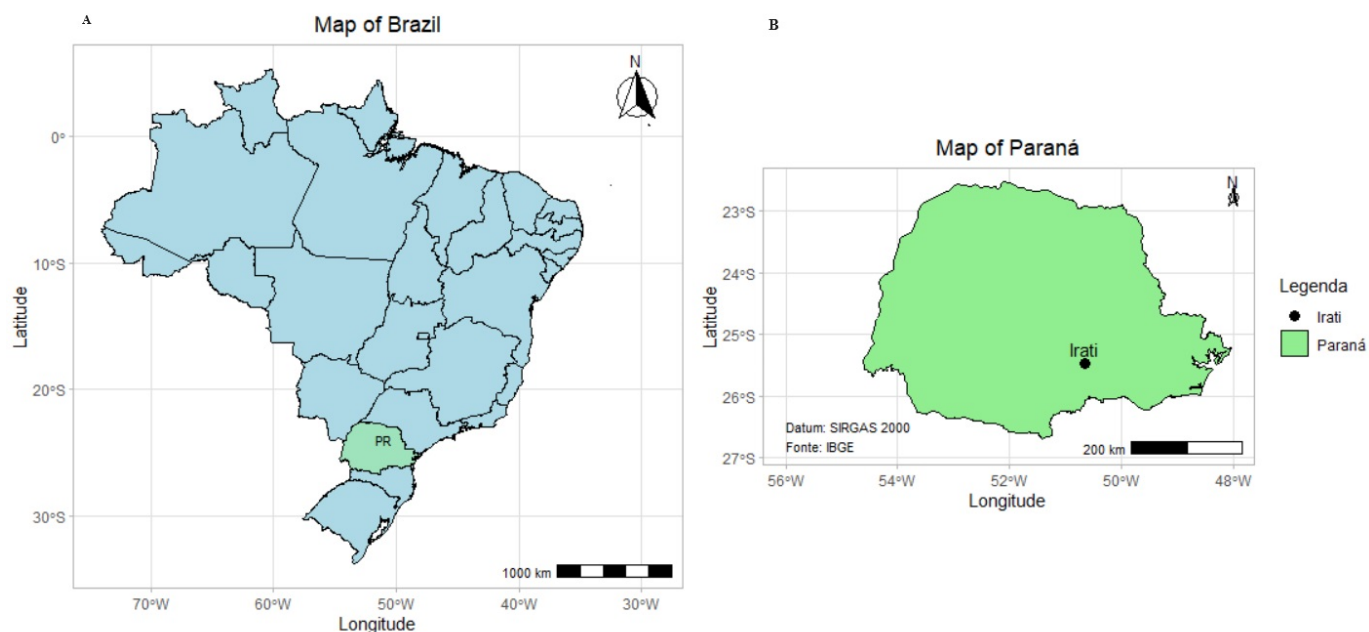 A
Map of Brazil
N
0°
10°S
20°S
30°S
Latitude
PR
1000 km
70°W
60°W
50°W
40°W
30°W
Longitude
B
Map of Paraná
N
23°S
24°S
25°S
26°S
27°S
Latitude
Irati
Datum: SIRGAS 2000
Fonte: IBGE
200 km
56°W
54°W
52°W
50°W
48°W
Longitude
Legenda
Irati
Paraná